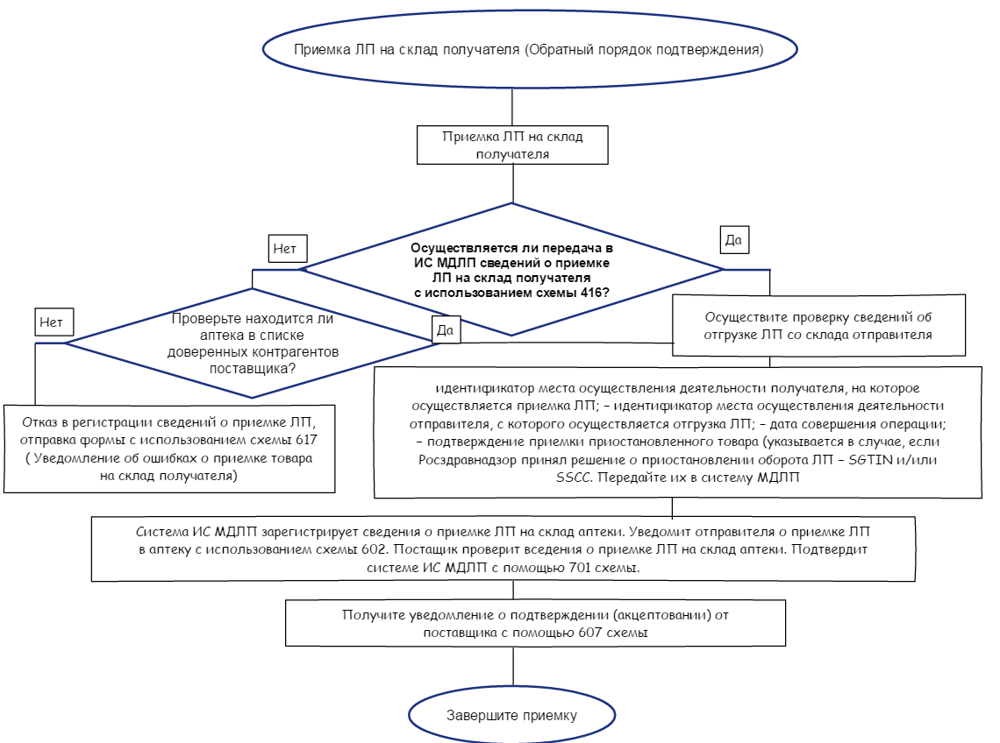 Приемка ЛП на склад получателя (Обратный порядок подтверждения)
Приемка ЛП на склад
получателя
Нет
Да
Осуществляется ли передача в
ИС МДЛП сведений о приемке
ЛП на склад получателя
с использованием схемы 416?
Нет
Проверьте находится ли
аптека в списке
доверенных контрагентов
поставщика?
Да
Осуществите проверку сведений об
отгрузке ЛП со склада отправителя
идентификатор места осуществления деятельности получателя, на которое
осуществляется приемка ЛП; – идентификатор места осуществления деятельности
отправителя, с которого осуществляется отгрузка ЛП; – дата совершения операции;
– подтверждение приемки приостановленного товара (указывается в случае, если
Росздравнадзор принял решение о приостановлении оборота ЛП – SGTIN и/или
SSCC. Передайте их в систему МДЛП
Отказ в регистрации сведений о приемке ЛП,
отправка формы с использованием схемы 617
( Уведомление об ошибках о приемке товара
на склад получателя)
Система ИС МДЛП зарегистрирует сведения о приемке ЛП на склад аптеки. Уведомит отправителя о приемке ЛП
в аптеку с использованием схемы 602. Постащик проверит вседения о приемке ЛП на склад аптеки. Подтвердит
системе ИС МДЛП с помощью 701 схемы.
Получите уведомление о подтверждении (акцептовании) от
поставщика с помощью 607 схемы
Завершите приемку